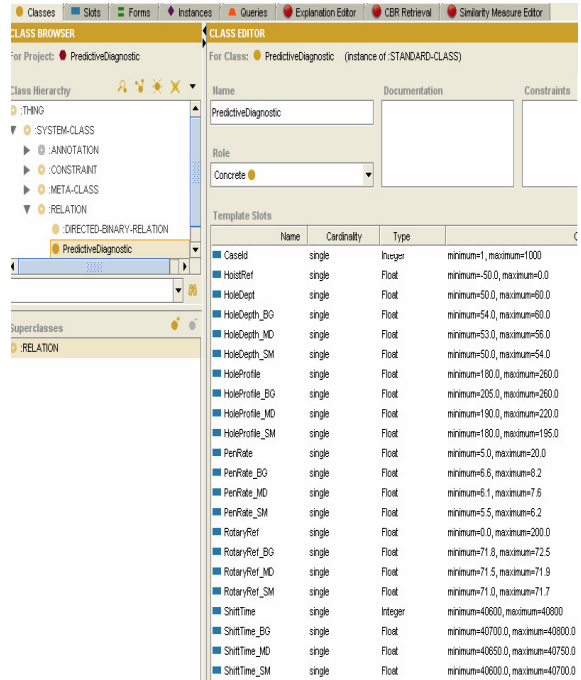 Classes Slots Forms Instances Queries Explanation Editor CBR Retrieval Similarity Measure Editor
CLASS BROWSER
For Project: PredictiveDiagnostic
Class Hierarchy
:THING
:SYSTEM-CLASS
:ANNOTATION
:CONSTRAINT
:META-CLASS
:RELATION
:DIRECTED-BINARY-RELATION
PredictiveDiagnostic
Superclasses
:RELATION
CLASS EDITOR
For Class: PredictiveDiagnostic (instance of :STANDARD-CLASS)
Name Documentation Constraints
PredictiveDiagnostic
Role
Concrete
Template Slots
Name Cardinality Type
CaseId single Integer minimum=1, maximum=1000
HoistRef single Float minimum=-50.0, maximum=0.0
HoleDept single Float minimum=50.0, maximum=60.0
HoleDepth_BG single Float minimum=54.0, maximum=60.0
HoleDepth_MD single Float minimum=53.0, maximum=56.0
HoleDepth_SM single Float minimum=50.0, maximum=54.0
HoleProfile single Float minimum=180.0, maximum=260.0
HoleProfile_BG single Float minimum=205.0, maximum=260.0
HoleProfile_MD single Float minimum=190.0, maximum=220.0
HoleProfile_SM single Float minimum=180.0, maximum=195.0
PenRate single Float minimum=5.0, maximum=20.0
PenRate_BG single Float minimum=6.6, maximum=8.2
PenRate_MD single Float minimum=6.1, maximum=7.6
PenRate_SM single Float minimum=5.5, maximum=6.2
RotaryRef single Float minimum=0.0, maximum=200.0
RotaryRef_BG single Float minimum=71.8, maximum=72.5
RotaryRef_MD single Float minimum=71.5, maximum=71.9
RotaryRef_SM single Float minimum=71.0, maximum=71.7
ShiftTime single Integer minimum=40600, maximum=40800
ShiftTime_BG single Float minimum=40700.0, maximum=40800.0
ShiftTime_MD single Float minimum=40650.0, maximum=40750.0
ShiftTime_SM single Float minimum=40600.0, maximum=40700.0